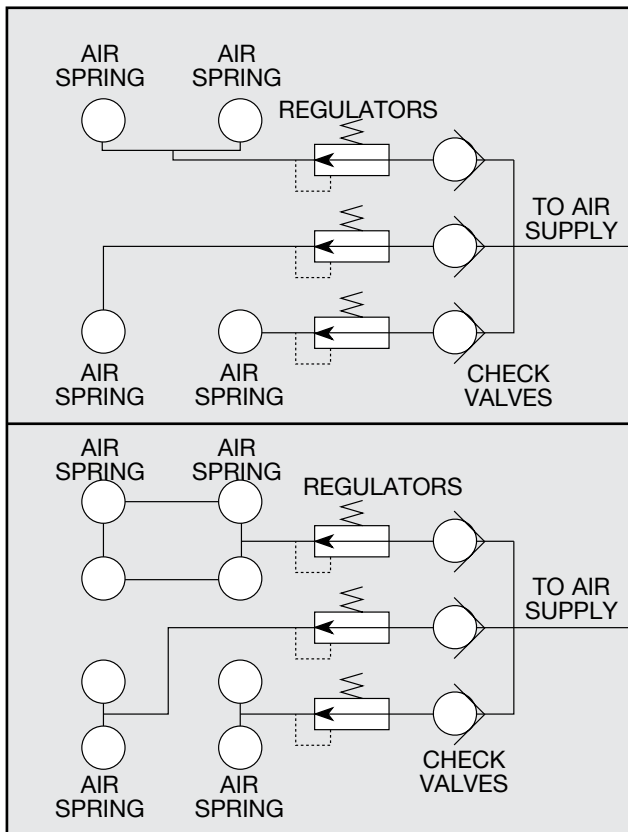 AIR
SPRING
AIR
SPRING
REGULATORS
TO AIR
SUPPLY
AIR
SPRING
AIR
SPRING
CHECK
VALVES
AIR
SPRING
AIR
SPRING
REGULATORS
TO AIR
SUPPLY
AIR
SPRING
AIR
SPRING
CHECK
VALVES